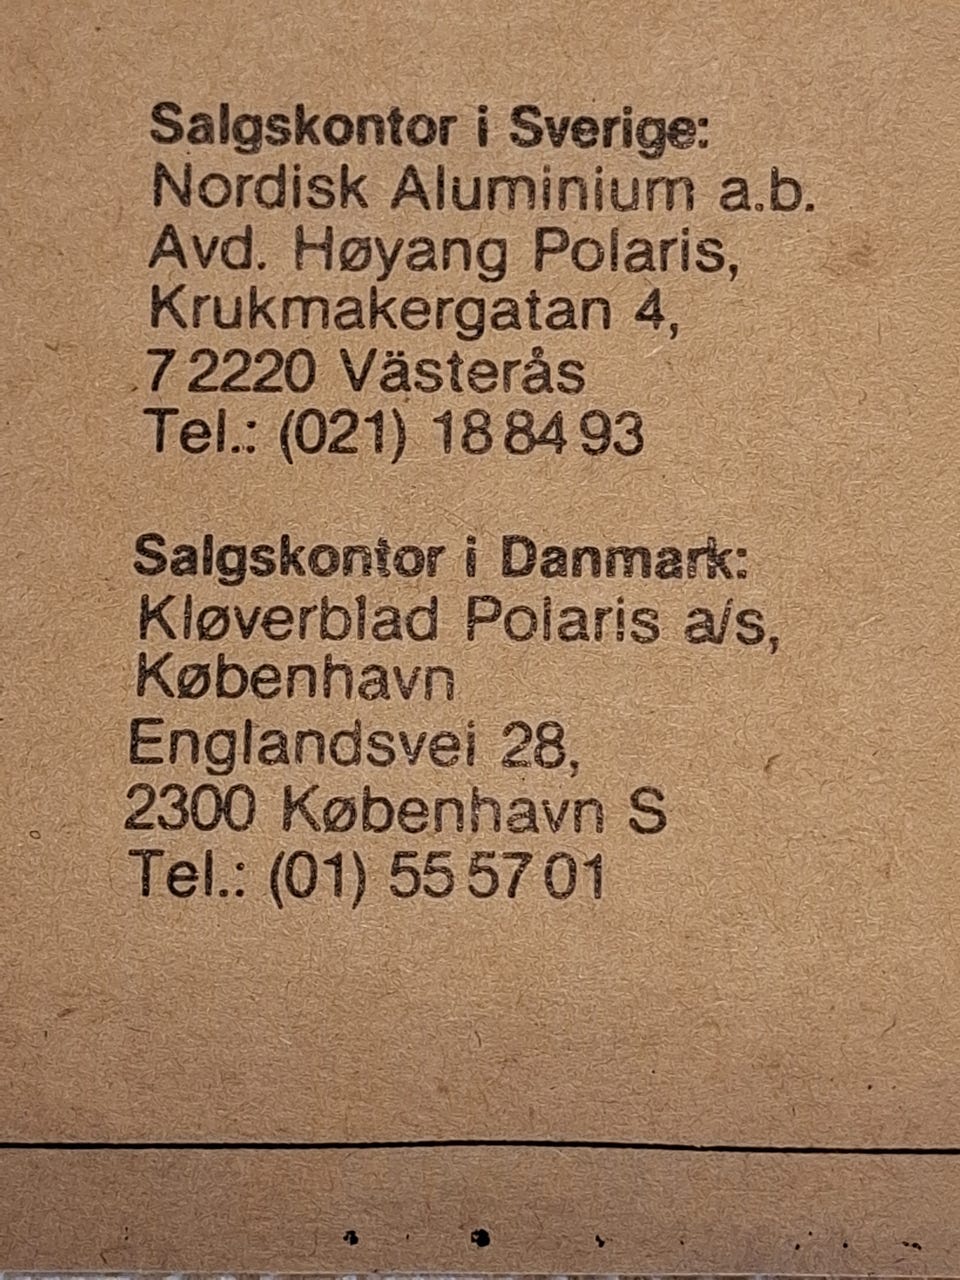 Salgskontor i Sverige:
Nordisk Aluminium a.b.
Avd. Høyang Polaris,
Krukmakergatan 4,
7 2220 Västerås
Tel.: (021) 18 84 93
Salgskontor i Danmark:
Kløverblad Polaris a/s,
København
Englandsvei 28,
2300 København S
Tel.: (01) 55 57 01